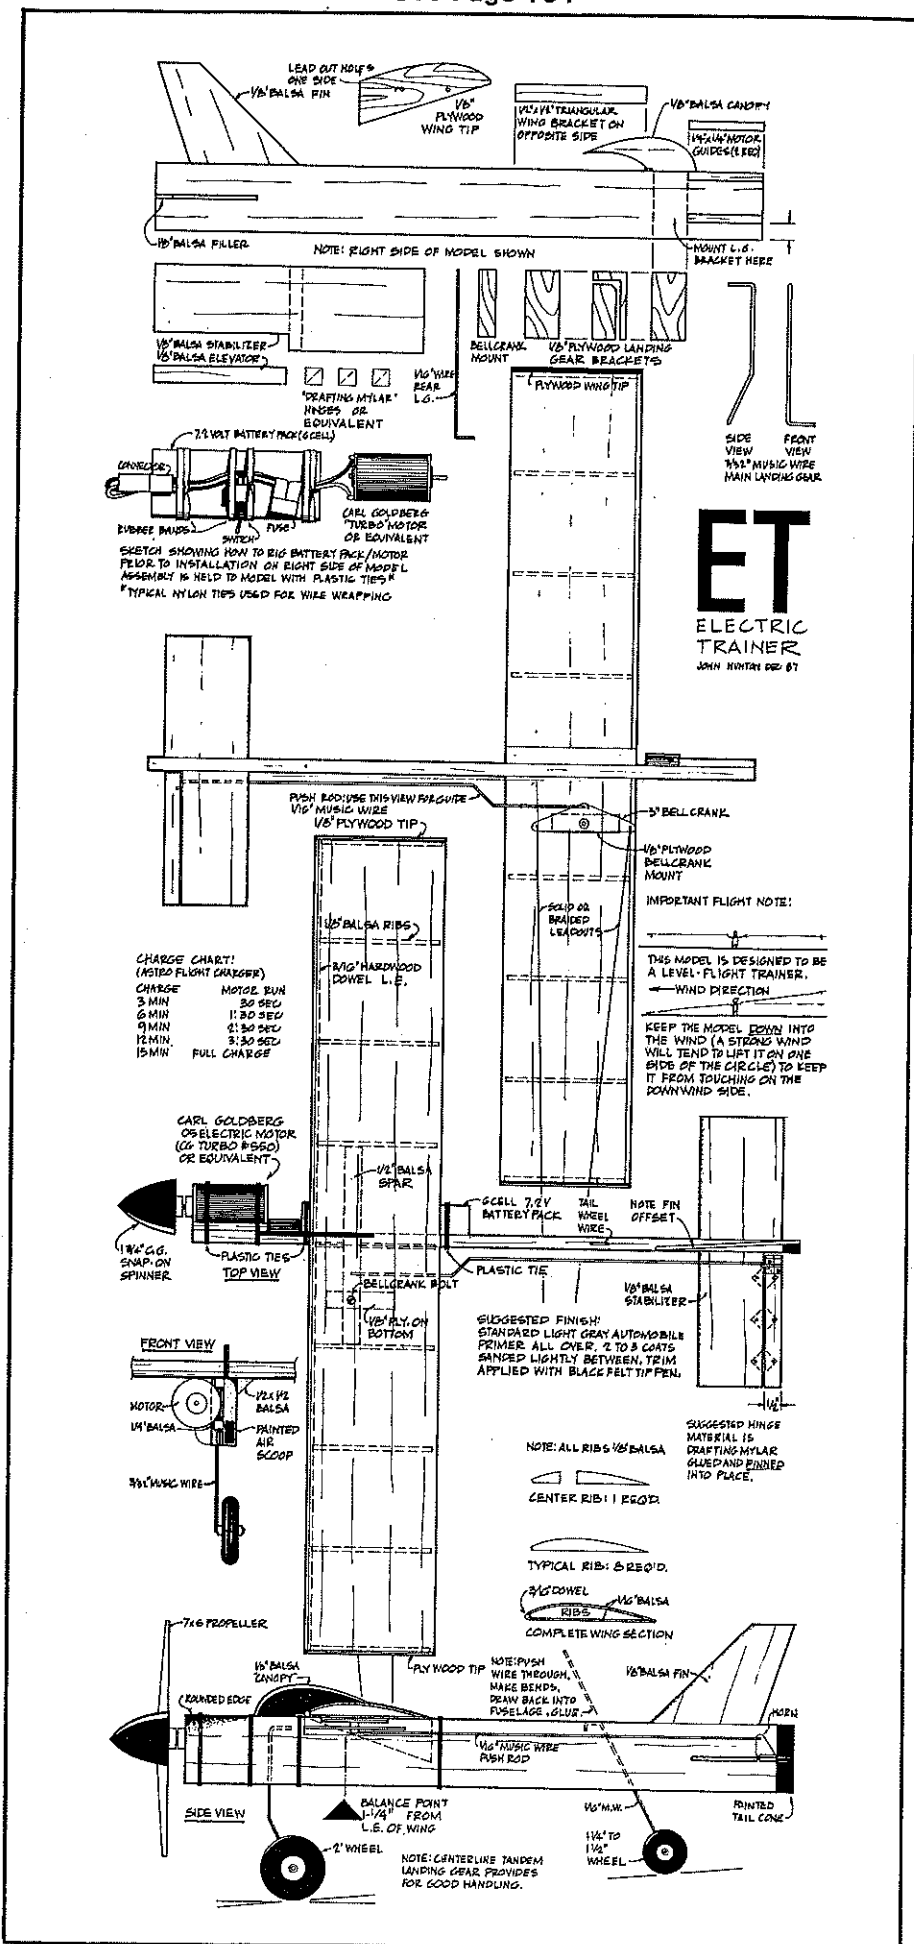 LEAD OUT HOLES
ONE SIDE
1/8" BALSA FIN
1/8"
PLYWOOD
WING TIP
1/2"x1/2" TRIANGULAR
WING BRACKET ON
OPPOSITE SIDE
1/8" BALSA CANOPY
1/4"x1/4" MOTOR
GUIDES (2 REQ)
1/8" BALSA FILLER
NOTE: RIGHT SIDE OF MODEL SHOWN
MOUNT L.G.
BRACKET HERE
1/8" BALSA STABILIZER
1/8" BALSA ELEVATOR
"DRAFTING MYLAR"
HINGES OR
EQUIVALENT
1/16" WIRE
REAR
L.G.
BELLCRANK
MOUNT
1/8" PLYWOOD LANDING
GEAR BRACKETS
PLYWOOD WING TIP
SIDE
VIEW
FRONT
VIEW
3/32" MUSIC WIRE
MAIN LANDING GEAR
7.2 VOLT BATTERY PACK (6 CELL)
CONNECTOR
RUBBER BANDS
SWITCH
FUSE
CARL GOLDBERG
"TURBO" MOTOR
OR EQUIVALENT
SKETCH SHOWING HOW TO RIG BATTERY PACK/MOTOR
PRIOR TO INSTALLATION ON RIGHT SIDE OF MODEL
ASSEMBLY IS HELD TO MODEL WITH PLASTIC TIES*
*TYPICAL NYLON TIES USED FOR WIRE WRAPPING
ET
ELECTRIC
TRAINER
JOHN HUNTON DEC 87
PUSH ROD: USE THIS VIEW FOR GUIDE
1/16" MUSIC WIRE
1/8" PLYWOOD TIP
3" BELLCRANK
1/8" PLYWOOD
BELLCRANK
MOUNT
SOLID OR
BRAIDED
LEADOUTS
IMPORTANT FLIGHT NOTE:
THIS MODEL IS DESIGNED TO BE
A LEVEL-FLIGHT TRAINER.
WIND DIRECTION
KEEP THE MODEL DOWN INTO
THE WIND (A STRONG WIND
WILL TEND TO LIFT IT ON ONE
SIDE OF THE CIRCLE) TO KEEP
IT FROM TOUCHING ON THE
DOWNWIND SIDE.
1/8" BALSA RIBS
3/16" HARDWOOD
DOWEL L.E.
CHARGE CHART:
(ASTRO FLIGHT CHARGER)
CHARGE MOTOR RUN
3 MIN 30 SEC
6 MIN 1:30 SEC
9 MIN 2:30 SEC
12 MIN 3:30 SEC
15 MIN FULL CHARGE
CARL GOLDBERG
05 ELECTRIC MOTOR
(CG TURBO #550)
OR EQUIVALENT
1/2" BALSA
SPAR
6 CELL 7.2 V
BATTERY PACK
TAIL
WHEEL
WIRE
NOTE FIN
OFFSET
1 3/4" C.G.
SNAP-ON
SPINNER
PLASTIC TIES
TOP VIEW
PLASTIC TIE
BELLCRANK BOLT
1/8" PLY. ON
BOTTOM
1/8" BALSA
STABILIZER
SUGGESTED FINISH:
STANDARD LIGHT GRAY AUTOMOBILE
PRIMER ALL OVER. 2 TO 3 COATS
SANDED LIGHTLY BETWEEN. TRIM
APPLIED WITH BLACK FELT TIP PEN.
1/2"
SUGGESTED HINGE
MATERIAL IS
DRAFTING MYLAR
GLUED AND PINNED
INTO PLACE.
FRONT VIEW
MOTOR
1/4" BALSA
1/2 x 1/2
BALSA
PAINTED
AIR
SCOOP
3/32" MUSIC WIRE
NOTE: ALL RIBS 1/8" BALSA
CENTER RIB: 1 REQ'D.
TYPICAL RIB: 8 REQ'D.
3/16" DOWEL
1/16" BALSA
RIBS
COMPLETE WING SECTION
7x6 PROPELLER
PLYWOOD TIP
1/8" BALSA
CANOPY
ROUNDED EDGE
NOTE: PUSH
WIRE THROUGH,
MAKE BENDS,
DRAW BACK INTO
FUSELAGE, GLUE.
1/8" BALSA FIN
HORN
1/16" MUSIC WIRE
PUSH ROD
SIDE VIEW
BALANCE POINT
1-1/4" FROM
L.E. OF WING
2" WHEEL
NOTE: CENTERLINE TANDEM
LANDING GEAR PROVIDES
FOR GOOD HANDLING.
1/16" M.W.
1 1/4" TO
1 1/2"
WHEEL
PAINTED
TAIL CONE